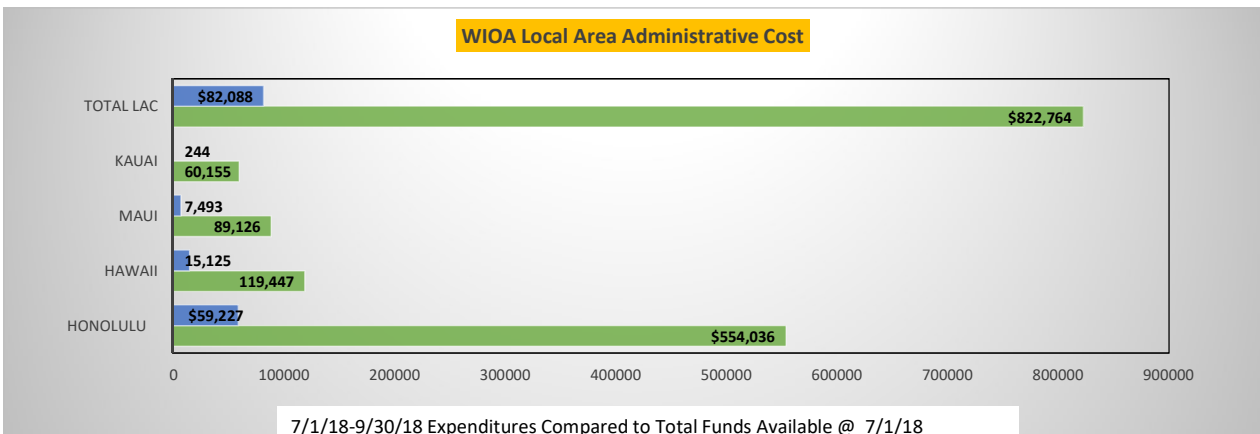 WIOA Local Area Administrative Cost
TOTAL LAC
$82,088
$822,764
KAUAI
244
60,155
MAUI
7,493
89,126
HAWAII
15,125
119,447
HONOLULU
$59,227
$554,036
0 100000 200000 300000 400000 500000 600000 700000 800000 900000
7/1/18-9/30/18 Expenditures Compared to Total Funds Available @ 7/1/18